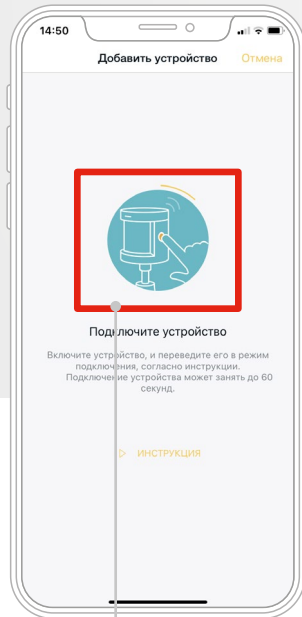 14:50
Добавить устройство
Отмена
Подключите устройство
Включите устройство, и переведите его в режим
подключения, согласно инструкции.
Подключение устройства может занять до 60
секунд.
ИНСТРУКЦИЯ